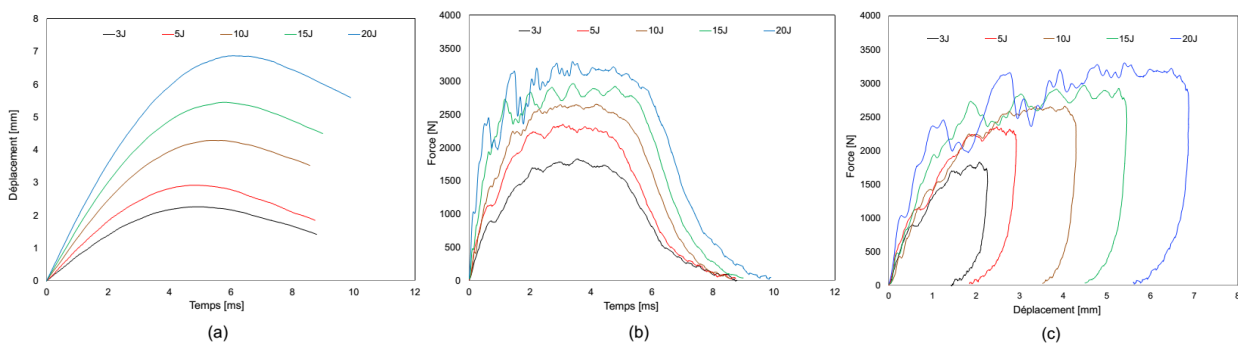 8
7
6
5
4
3
2
1
0
3J 5J 10J 15J 20J
Déplacement [mm]
0 2 4 6 8 10 12
Temps [ms]
(a)
4000
3500
3000
2500
2000
1500
1000
500
0
3J 5J 10J 15J 20J
Force [N]
0 2 4 6 8 10 12
Temps [ms]
(b)
4000
3500
3000
2500
2000
1500
1000
500
0
3J 5J 10J 15J 20J
Force [N]
0 1 2 3 4 5 6 7 8
Déplacement [mm]
(c)